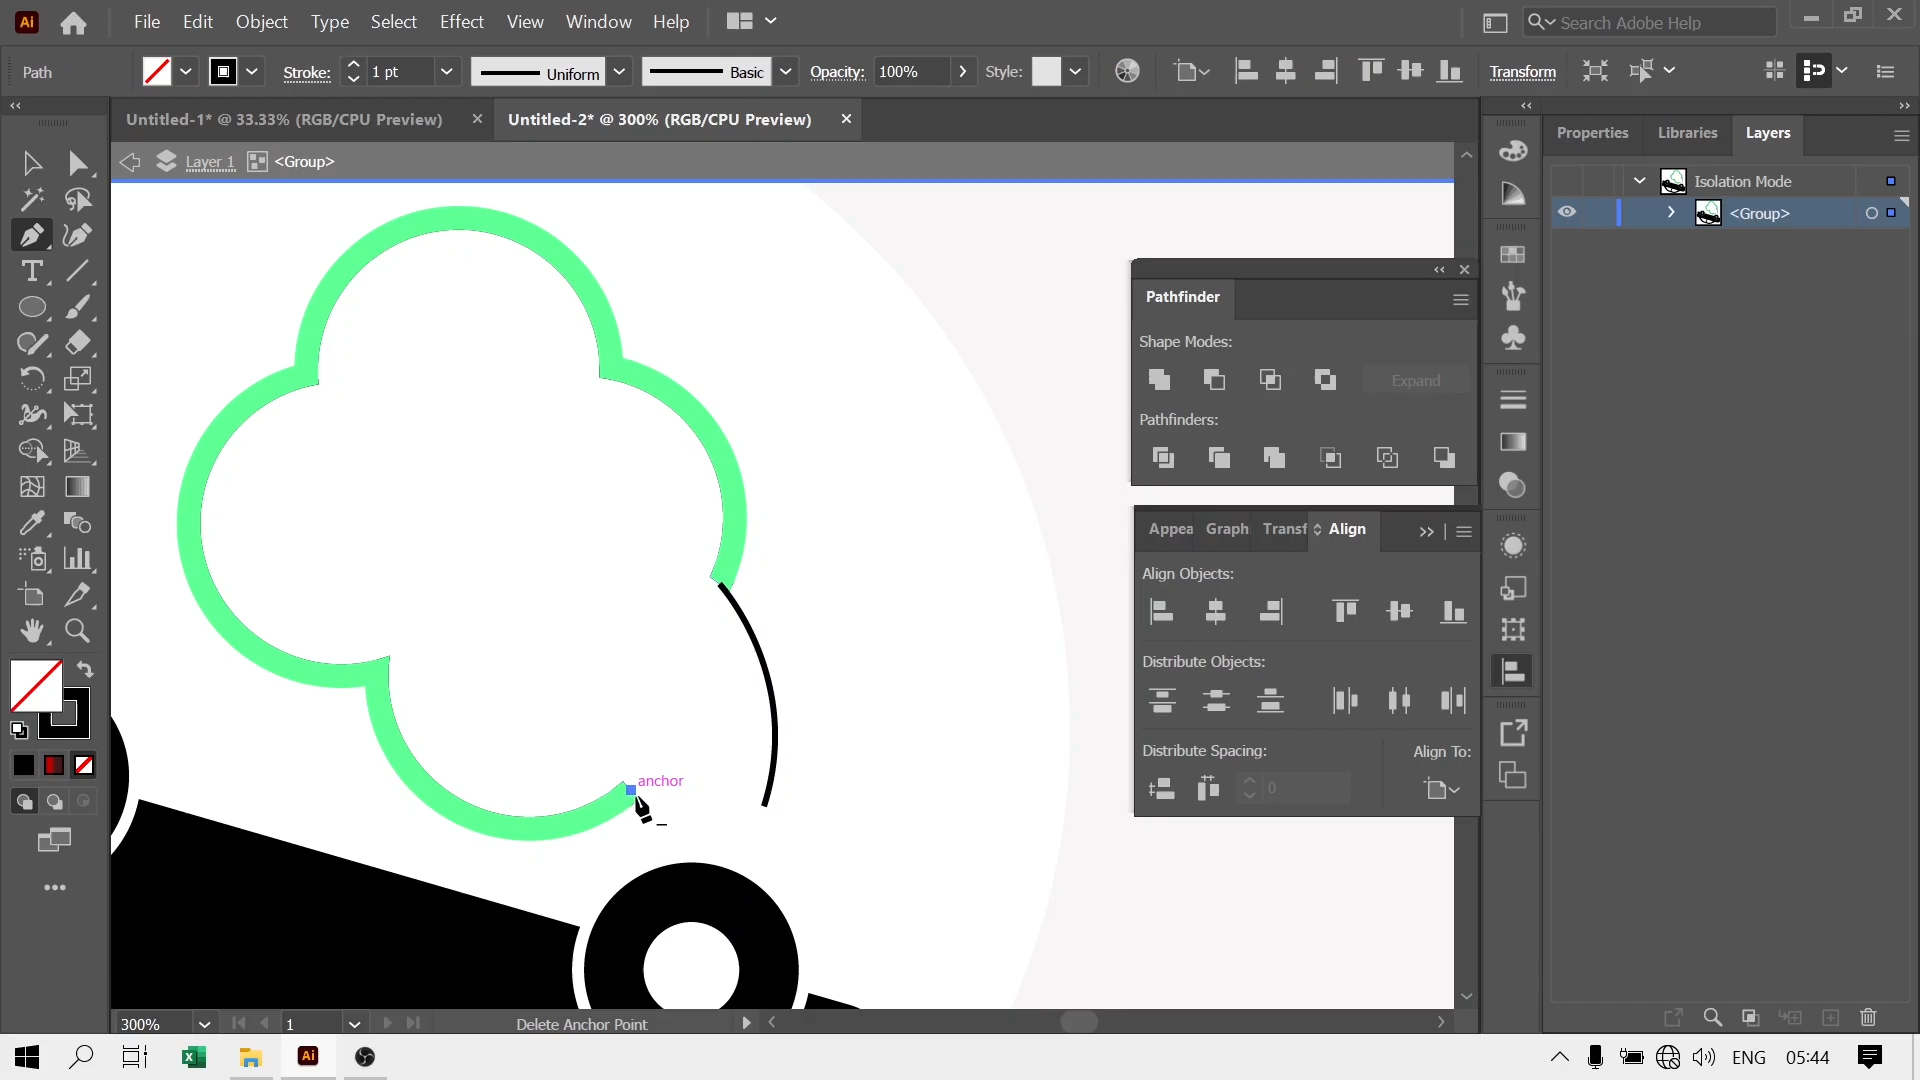 Ai File Edit Object Type Select Effect View Window Help Search Adobe Help
Path Stroke: 1 pt Uniform Basic Opacity: 100% Style: Transform
Untitled-1* @ 33.33% (RGB/CPU Preview) Untitled-2* @ 300% (RGB/CPU Preview)
Layer 1 <Group>
Properties Libraries Layers
Isolation Mode
<Group>
Pathfinder
Shape Modes:
Expand
Pathfinders:
Appea Graph Transf Align
Align Objects:
Distribute Objects:
Distribute Spacing: Align To:
0
anchor
300% 1 Delete Anchor Point
Ai ENG 05:44